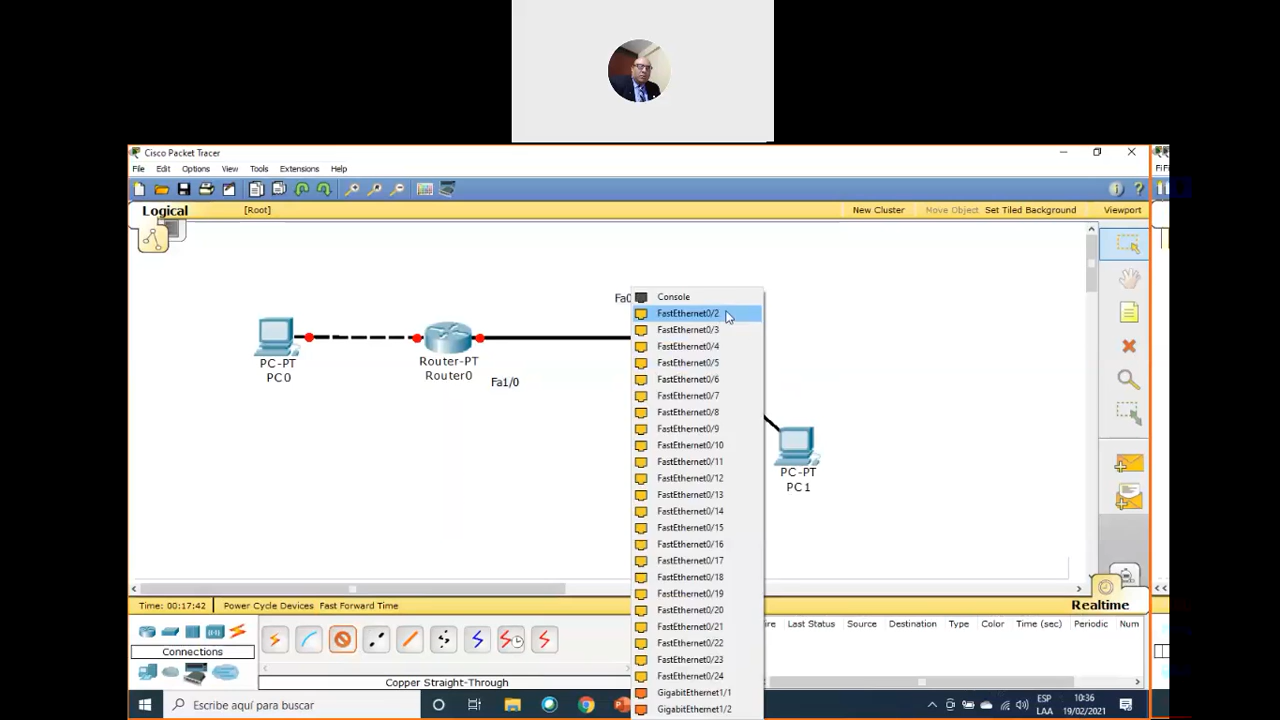 Cisco Packet Tracer
File Edit Options View Tools Extensions Help
Logical
[Root]
New Cluster
Move Object
Set Tiled Background
Viewport
Fa0
Console
FastEthernet0/2
FastEthernet0/3
FastEthernet0/4
FastEthernet0/5
FastEthernet0/6
FastEthernet0/7
FastEthernet0/8
FastEthernet0/9
FastEthernet0/10
FastEthernet0/11
FastEthernet0/12
FastEthernet0/13
FastEthernet0/14
FastEthernet0/15
FastEthernet0/16
FastEthernet0/17
FastEthernet0/18
FastEthernet0/19
FastEthernet0/20
FastEthernet0/21
FastEthernet0/22
FastEthernet0/23
FastEthernet0/24
GigabitEthernet1/1
GigabitEthernet1/2
PC-PT
PC0
Router-PT
Router0
Fa1/0
PC-PT
PC1
Realtime
Time: 00:17:42
Power Cycle Devices Fast Forward Time
Last Status Source Destination Type Color Time (sec) Periodic Num
Connections
Copper Straight-Through
Escribe aquí para buscar
ESP
LAA
10:36
19/02/2021